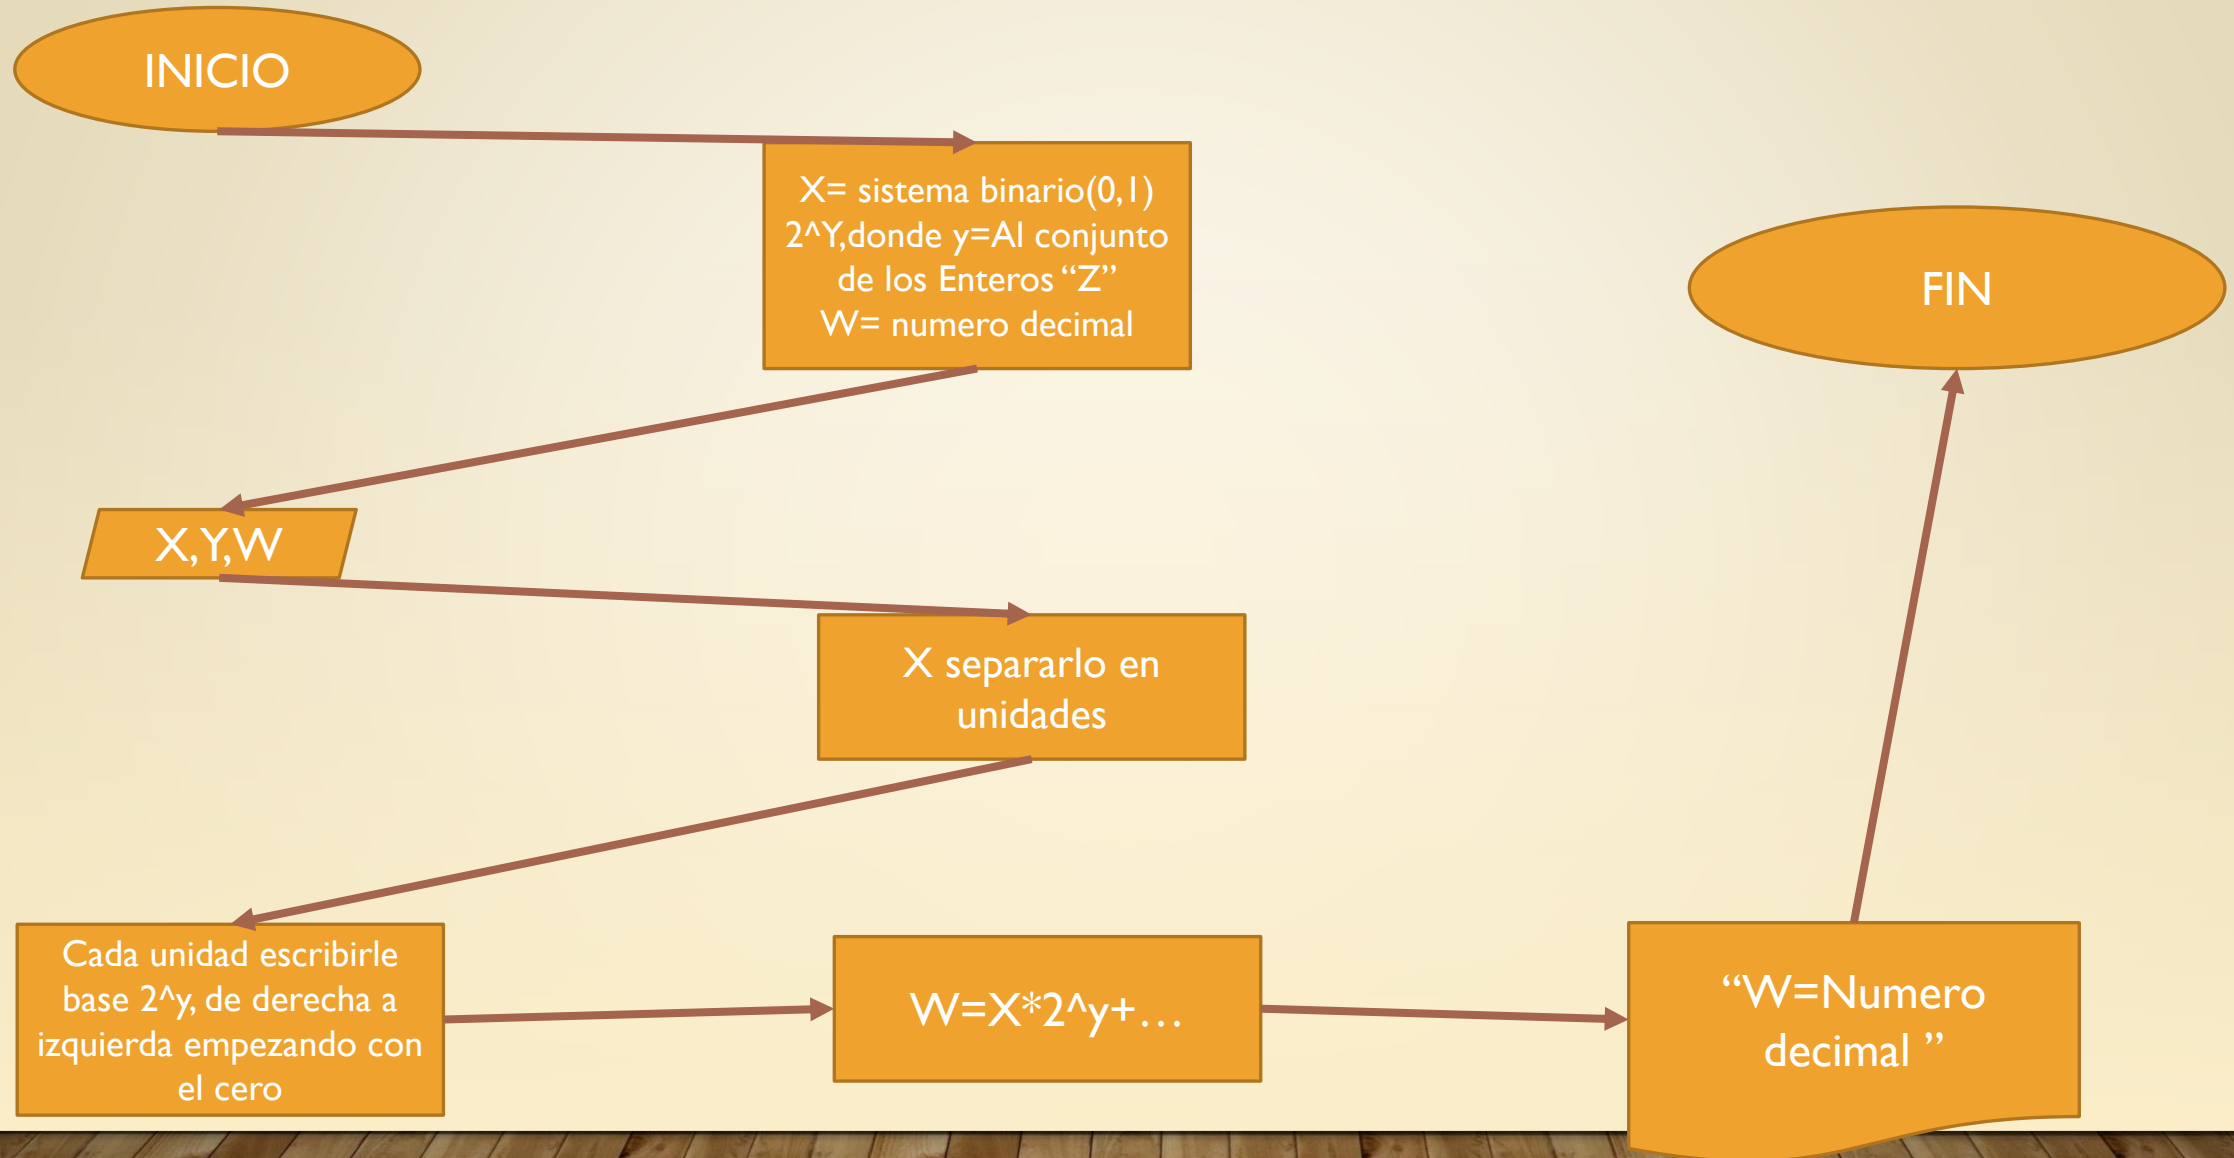 INICIO
X= sistema binario(0,1)
2^Y,donde y=Al conjunto
de los Enteros “Z”
W= numero decimal
X,Y,W
X separarlo en
unidades
Cada unidad escribirle
base 2^y, de derecha a
izquierda empezando con
el cero
W=X*2^y+…
“W=Numero
decimal ”
FIN